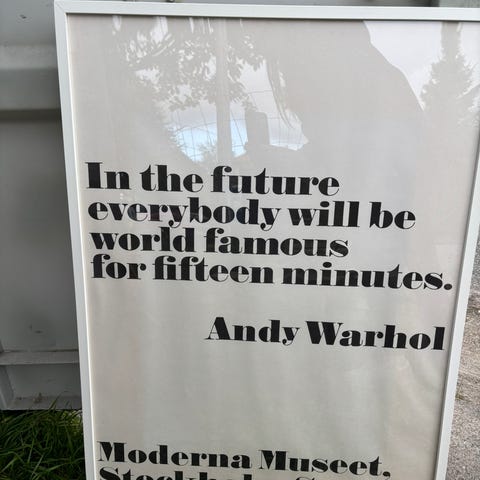 In the future
everybody will be
world famous
for fifteen minutes.
Andy Warhol
Moderna Museet,